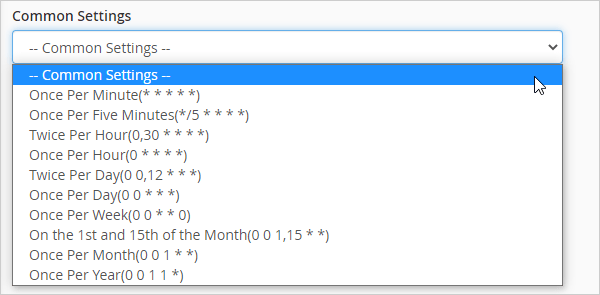 Common Settings
-- Common Settings --
-- Common Settings --
Once Per Minute(* * * * *)
Once Per Five Minutes(*/5 * * * *)
Twice Per Hour(0,30 * * * *)
Once Per Hour(0 * * * *)
Twice Per Day(0 0,12 * * *)
Once Per Day(0 0 * * *)
Once Per Week(0 0 * * 0)
On the 1st and 15th of the Month(0 0 1,15 * *)
Once Per Month(0 0 1 * *)
Once Per Year(0 0 1 1 *)